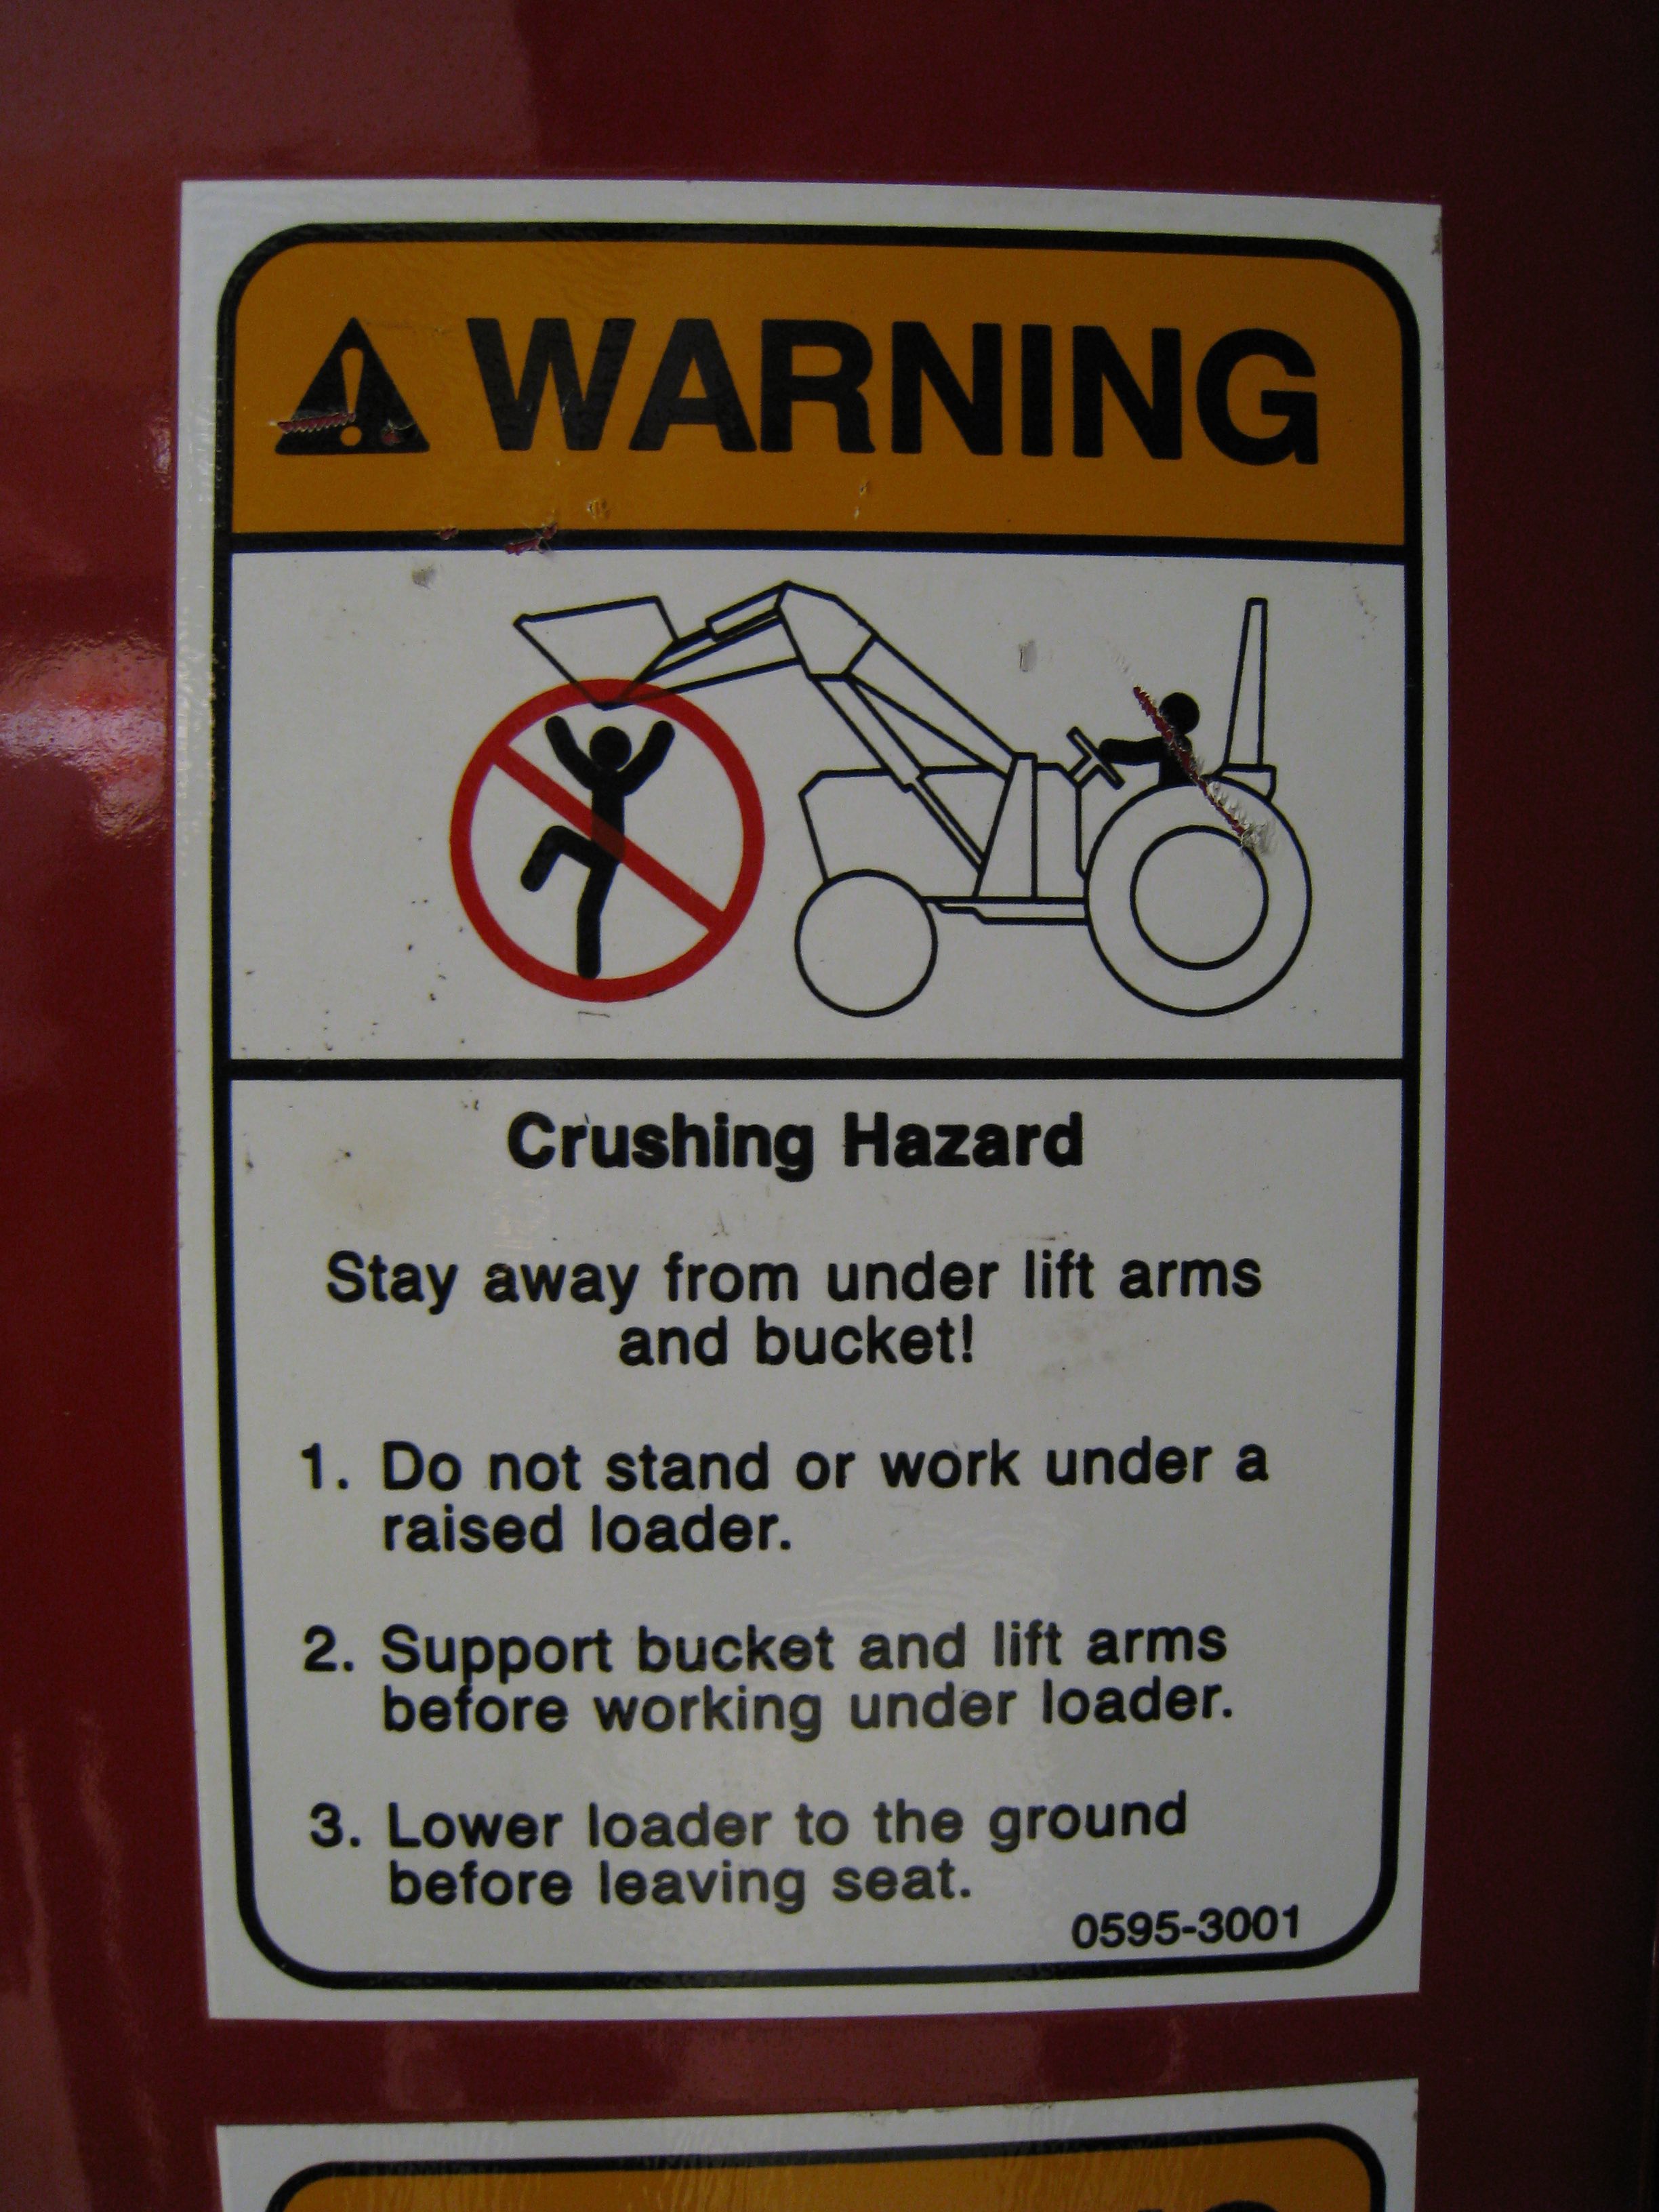 WARNING
Crushing Hazard
Stay away from under lift arms
and bucket!
1. Do not stand or work under a
raised loader.
2. Support bucket and lift arms
before working under loader.
3. Lower loader to the ground
before leaving seat.
0595-3001